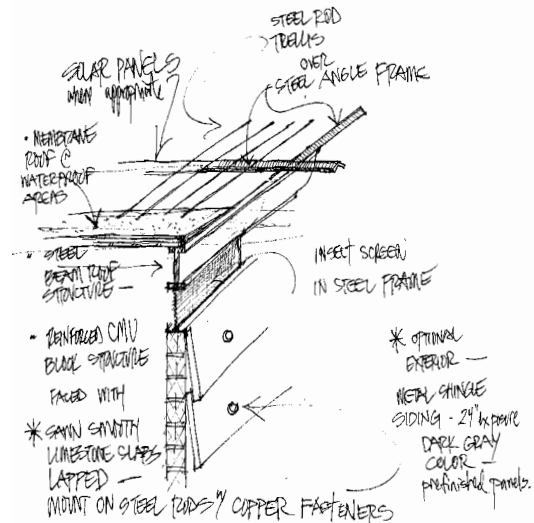 STEEL ROD
TRELLIS
OVER
STEEL ANGLE FRAME
SOLAR PANELS
where appropriate
• MEMBRANE
ROOF @
WATERPROOF
AREAS
• STEEL
BEAM ROOF
STRUCTURE —
INSECT SCREEN
IN STEEL FRAME
• REINFORCED CMU
BLOCK STRUCTURE
FACED WITH
* SAWN SMOOTH
LIMESTONE SLABS
LAPPED —
MOUNT ON STEEL RODS w/ COPPER FASTENERS
* OPTIONAL
EXTERIOR —
METAL SHINGLE
SIDING - 24" exposure
DARK GRAY
COLOR —
prefinished panels.